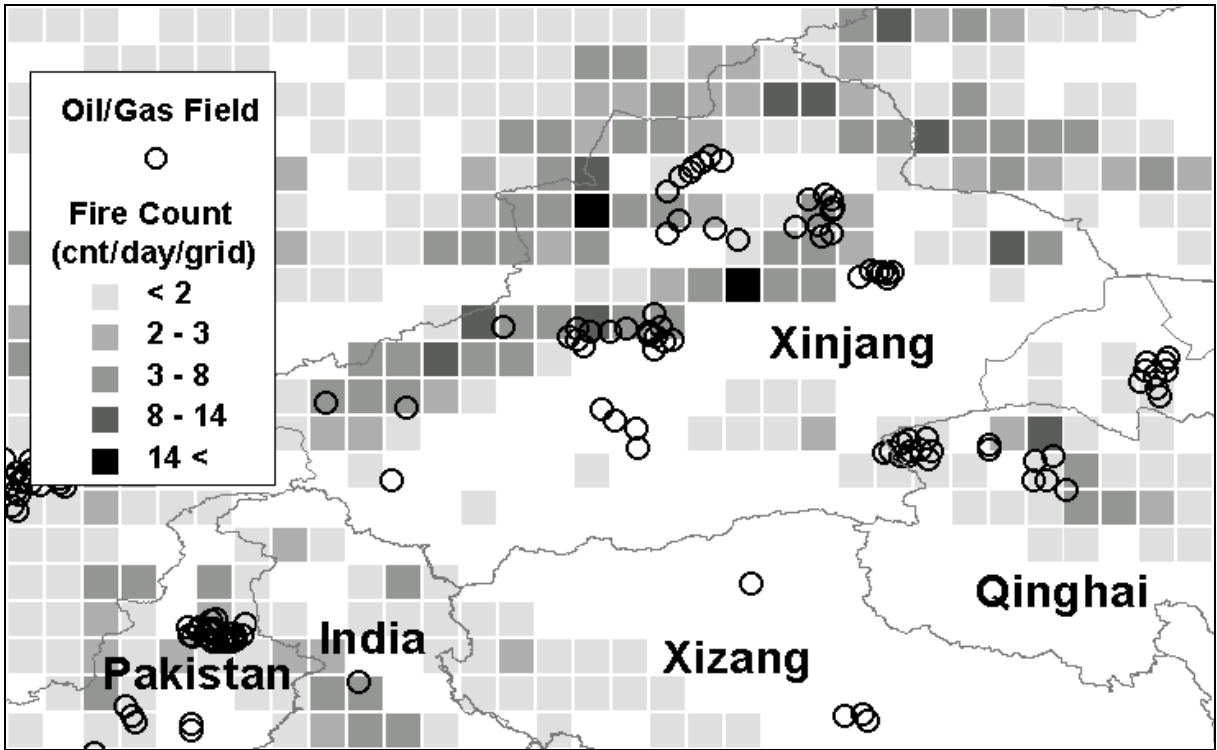 Oil/Gas Field
Fire Count
(cnt/day/grid)
< 2
2 - 3
3 - 8
8 - 14
14 <
Xinjang
Qinghai
India
Xizang
Pakistan